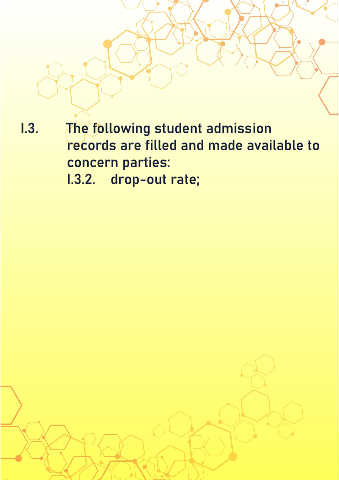 I.3. The following student admission
records are filled and made available to
concern parties:
I.3.2. drop-out rate;